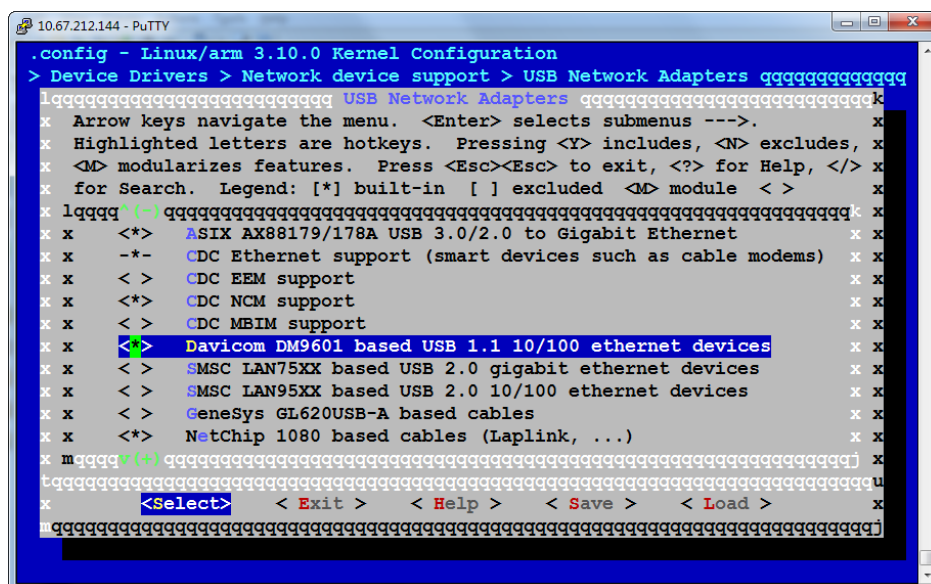 10.67.212.144 - PuTTY
.config - Linux/arm 3.10.0 Kernel Configuration
> Device Drivers > Network device support > USB Network Adapters qqqqqqqqqqqqq
lqqqqqqqqqqqqqqqqqqqqqqqqq USB Network Adapters qqqqqqqqqqqqqqqqqqqqqqqqqqk
x Arrow keys navigate the menu. <Enter> selects submenus --->. x
x Highlighted letters are hotkeys. Pressing <Y> includes, <N> excludes, x
x <M> modularizes features. Press <Esc><Esc> to exit, <?> for Help, </> x
x for Search. Legend: [*] built-in [ ] excluded <M> module < > x
x lqqqq^(-)qqqqqqqqqqqqqqqqqqqqqqqqqqqqqqqqqqqqqqqqqqqqqqqqqqqqqqqqqqqqqk x
x x <*> ASIX AX88179/178A USB 3.0/2.0 to Gigabit Ethernet x x
x x -*- CDC Ethernet support (smart devices such as cable modems) x x
x x < > CDC EEM support x x
x x <*> CDC NCM support x x
x x < > CDC MBIM support x x
x x <*> Davicom DM9601 based USB 1.1 10/100 ethernet devices x x
x x < > SMSC LAN75XX based USB 2.0 gigabit ethernet devices x x
x x < > SMSC LAN95XX based USB 2.0 10/100 ethernet devices x x
x x < > GeneSys GL620USB-A based cables x x
x x <*> NetChip 1080 based cables (Laplink, ...) x x
x mqqqqv(+)qqqqqqqqqqqqqqqqqqqqqqqqqqqqqqqqqqqqqqqqqqqqqqqqqqqqqqqqqqqqqj x
tqqqqqqqqqqqqqqqqqqqqqqqqqqqqqqqqqqqqqqqqqqqqqqqqqqqqqqqqqqqqqqqqqqqqqqqqqu
x <Select> < Exit > < Help > < Save > < Load > x
mqqqqqqqqqqqqqqqqqqqqqqqqqqqqqqqqqqqqqqqqqqqqqqqqqqqqqqqqqqqqqqqqqqqqqqqqqj